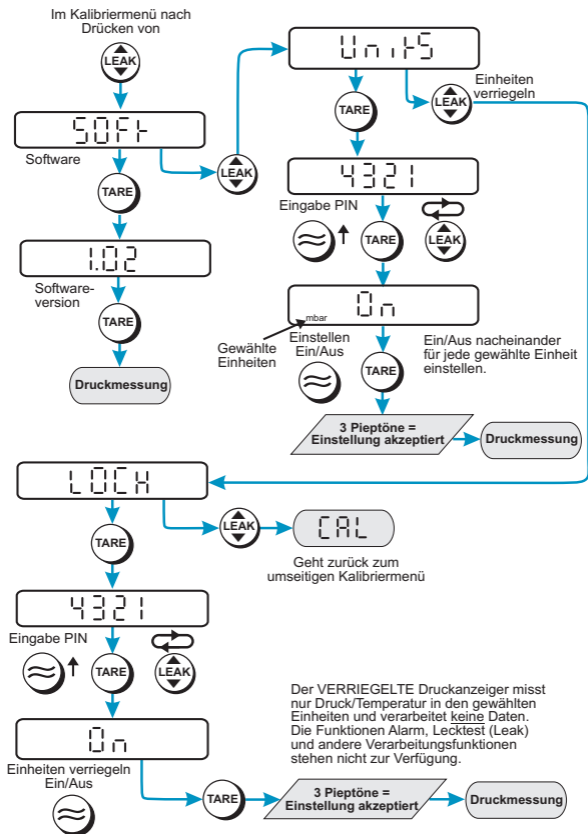 Im Kalibriermenü nach
Drücken von
LEAK
SOFt
Software
LEAK
TARE
1.02
Software-
version
TARE
Druckmessung
UnitS
TARE
LEAK
Einheiten
verriegeln
4321
Eingabe PIN
TARE
LEAK
On
mbar
Gewählte
Einheiten
Einstellen
Ein/Aus
TARE
Ein/Aus nacheinander
für jede gewählte Einheit
einstellen.
3 Pieptöne =
Einstellung akzeptiert
Druckmessung
LOCK
TARE
LEAK
CAL
Geht zurück zum
umseitigen Kalibriermenü
4321
Eingabe PIN
TARE
LEAK
On
Einheiten verriegeln
Ein/Aus
Der VERRIEGELTE Druckanzeiger misst
nur Druck/Temperatur in den gewählten
Einheiten und verarbeitet keine Daten.
Die Funktionen Alarm, Lecktest (Leak)
und andere Verarbeitungsfunktionen
stehen nicht zur Verfügung.
TARE
3 Pieptöne =
Einstellung akzeptiert
Druckmessung